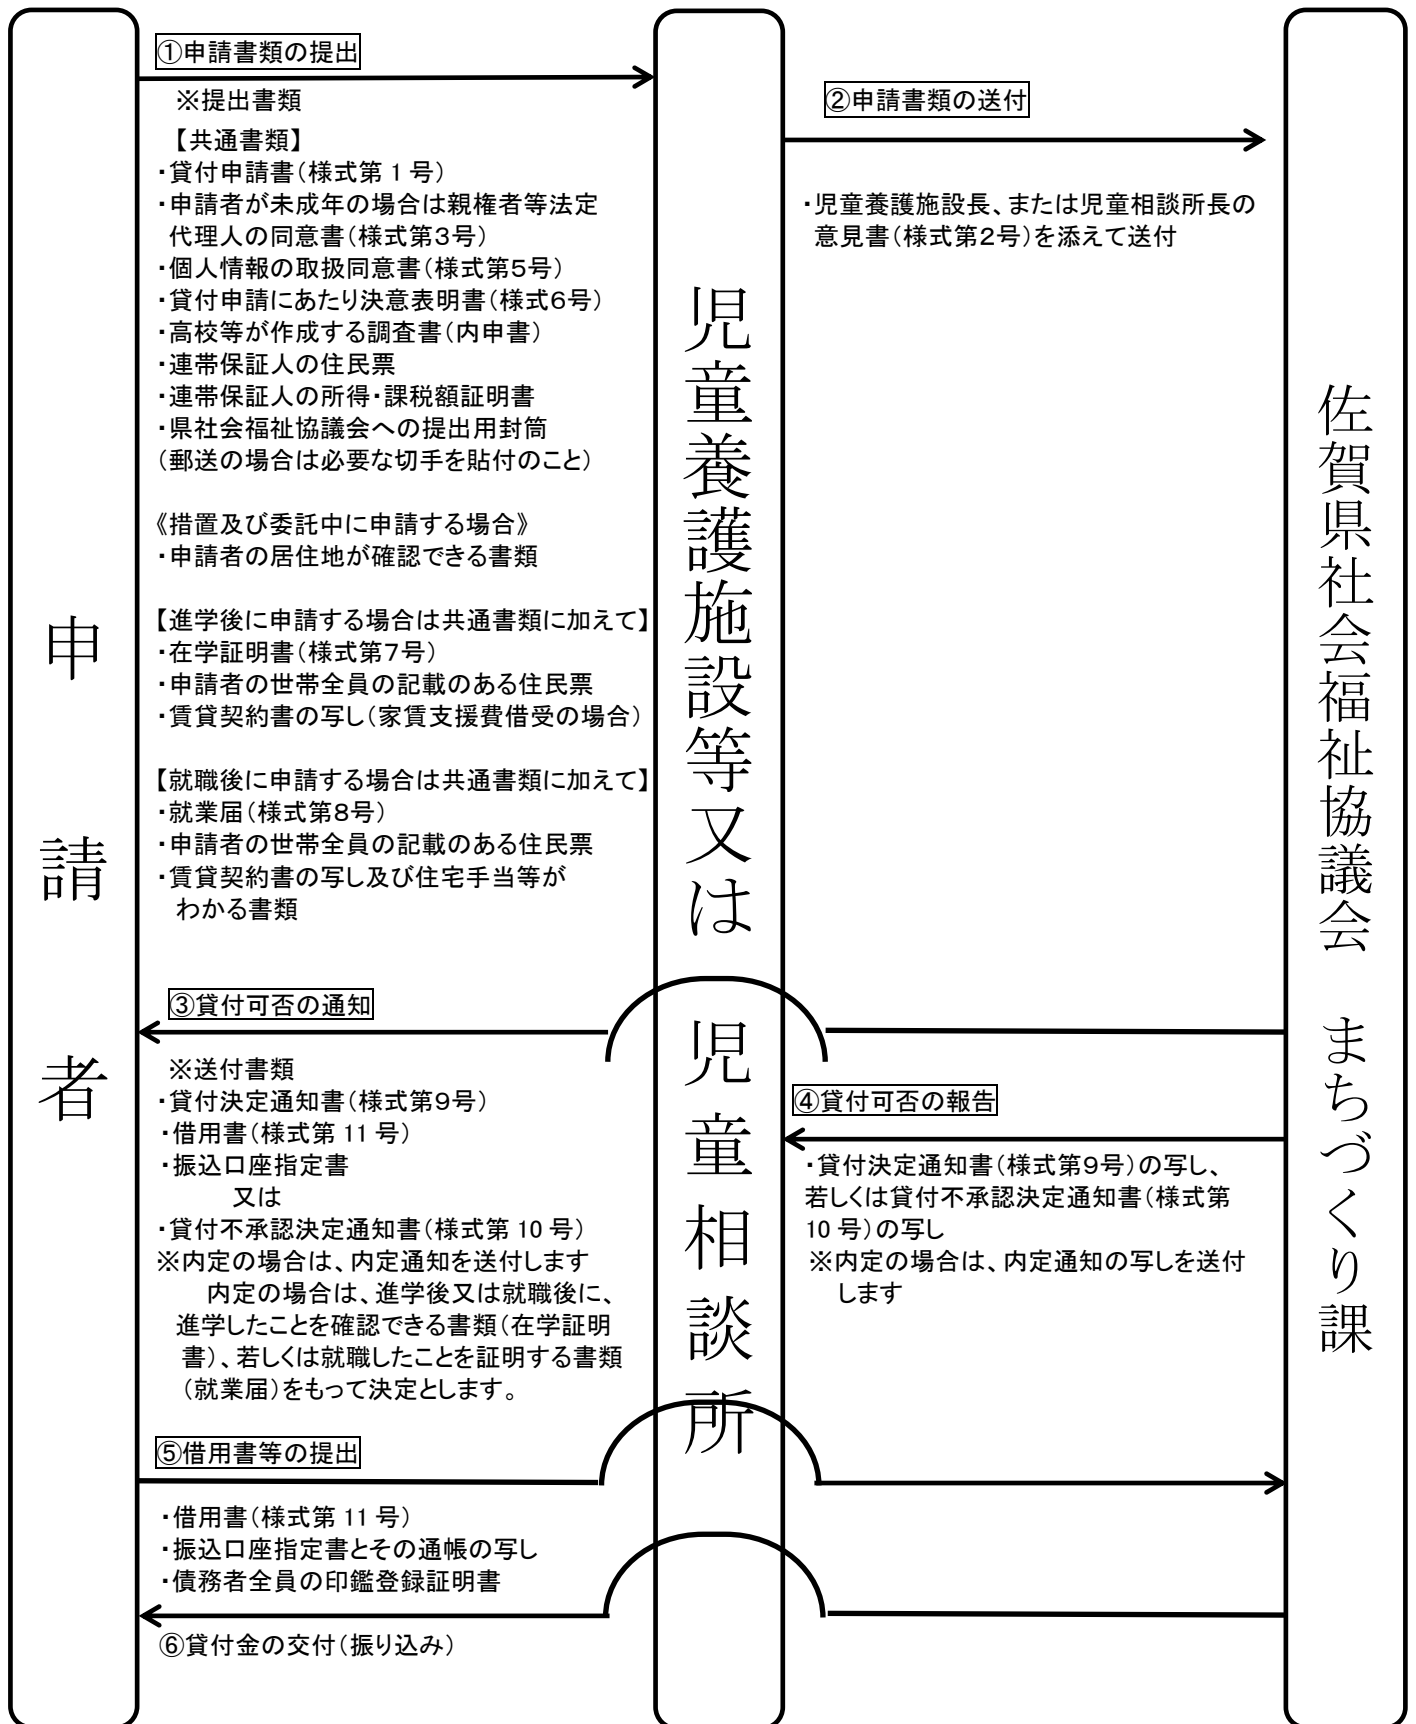 申請者
①申請書類の提出
※提出書類
【共通書類】
・貸付申請書（様式第 1 号）
・申請者が未成年の場合は親権者等法定
代理人の同意書（様式第３号）
・個人情報の取扱同意書（様式第５号）
・貸付申請にあたり決意表明書（様式６号）
・高校等が作成する調査書（内申書）
・連帯保証人の住民票
・連帯保証人の所得・課税額証明書
・県社会福祉協議会への提出用封筒
（郵送の場合は必要な切手を貼付のこと）
《措置及び委託中に申請する場合》
・申請者の居住地が確認できる書類
【進学後に申請する場合は共通書類に加えて】
・在学証明書（様式第７号）
・申請者の世帯全員の記載のある住民票
・賃貸契約書の写し（家賃支援費借受の場合）
【就職後に申請する場合は共通書類に加えて】
・就業届（様式第８号）
・申請者の世帯全員の記載のある住民票
・賃貸契約書の写し及び住宅手当等が
わかる書類
児童養護施設等又は　児童相談所
②申請書類の送付
・児童養護施設長、または児童相談所長の
意見書（様式第２号）を添えて送付
佐賀県社会福祉協議会　まちづくり課
③貸付可否の通知
※送付書類
・貸付決定通知書（様式第９号）
・借用書（様式第 11 号）
・振込口座指定書
又は
・貸付不承認決定通知書（様式第 10 号）
※内定の場合は、内定通知を送付します
内定の場合は、進学後又は就職後に、
進学したことを確認できる書類（在学証明
書）、若しくは就職したことを証明する書類
（就業届）をもって決定とします。
④貸付可否の報告
・貸付決定通知書（様式第９号）の写し、
若しくは貸付不承認決定通知書（様式第
10 号）の写し
※内定の場合は、内定通知の写しを送付
します
⑤借用書等の提出
・借用書（様式第 11 号）
・振込口座指定書とその通帳の写し
・債務者全員の印鑑登録証明書
⑥貸付金の交付（振り込み）